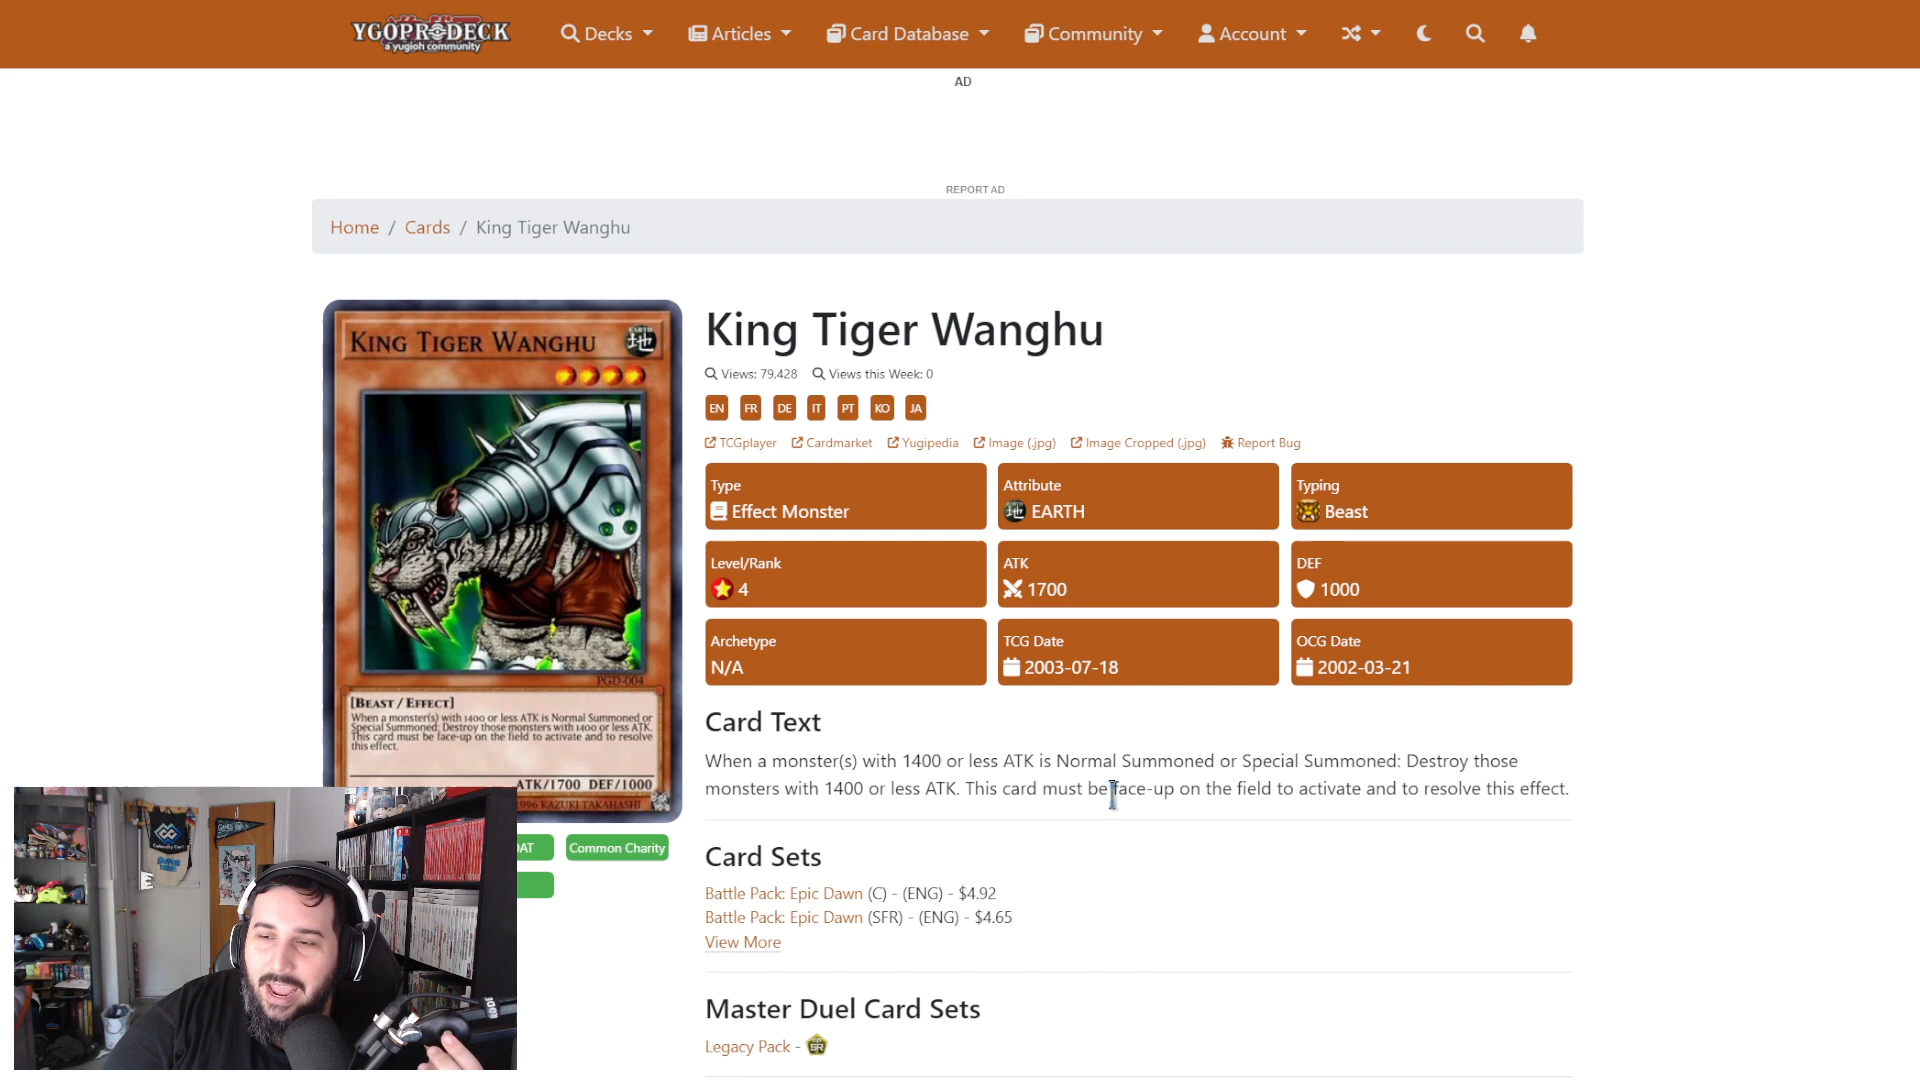 YGOPRODECK
a yugioh community
Decks
Articles
Card Database
Community
Account
AD
REPORT AD
Home / Cards / King Tiger Wanghu
KING TIGER WANGHU
EARTH
地
PGD-004
[BEAST / EFFECT]
When a monster(s) with 1400 or less ATK is Normal Summoned or
Special Summoned: Destroy those monsters with 1400 or less ATK.
This card must be face-up on the field to activate and to resolve
this effect.
ATK/1700 DEF/1000
1996 KAZUKI TAKAHASHI
OAT
Common Charity
King Tiger Wanghu
Views: 79,428 Views this Week: 0
EN FR DE IT PT KO JA
TCGplayer Cardmarket Yugipedia Image (.jpg) Image Cropped (.jpg) Report Bug
Type
Effect Monster
Attribute
EARTH
Typing
Beast
Level/Rank
4
ATK
1700
DEF
1000
Archetype
N/A
TCG Date
2003-07-18
OCG Date
2002-03-21
Card Text
When a monster(s) with 1400 or less ATK is Normal Summoned or Special Summoned: Destroy those
monsters with 1400 or less ATK. This card must be face-up on the field to activate and to resolve this effect.
Card Sets
Battle Pack: Epic Dawn (C) - (ENG) - $4.92
Battle Pack: Epic Dawn (SFR) - (ENG) - $4.65
View More
Master Duel Card Sets
Legacy Pack - SR